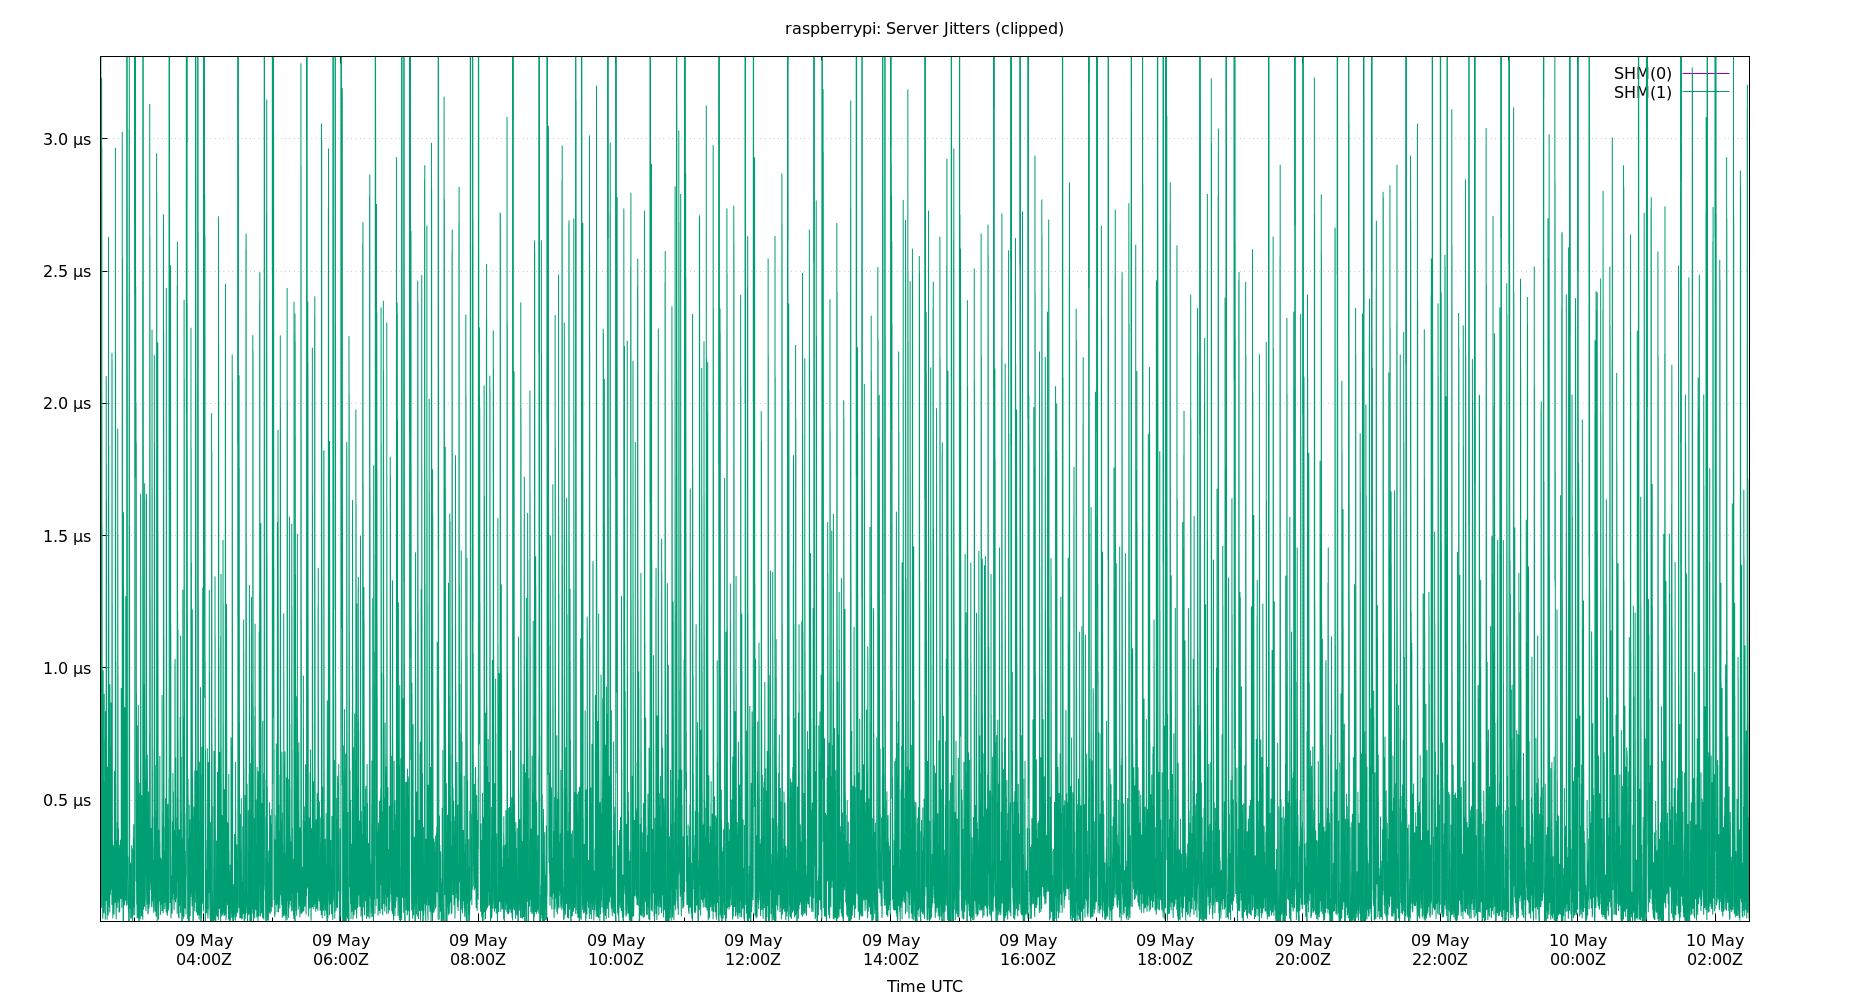 raspberrypi: Server Jitters (clipped)
SHM(0)
SHM(1)
3.0 µs
2.5 µs
2.0 µs
1.5 µs
1.0 µs
0.5 µs
09 May 09 May 09 May 09 May 09 May 09 May 09 May 09 May 09 May 09 May 10 May 10 May
04:00Z 06:00Z 08:00Z 10:00Z 12:00Z 14:00Z 16:00Z 18:00Z 20:00Z 22:00Z 00:00Z 02:00Z
Time UTC